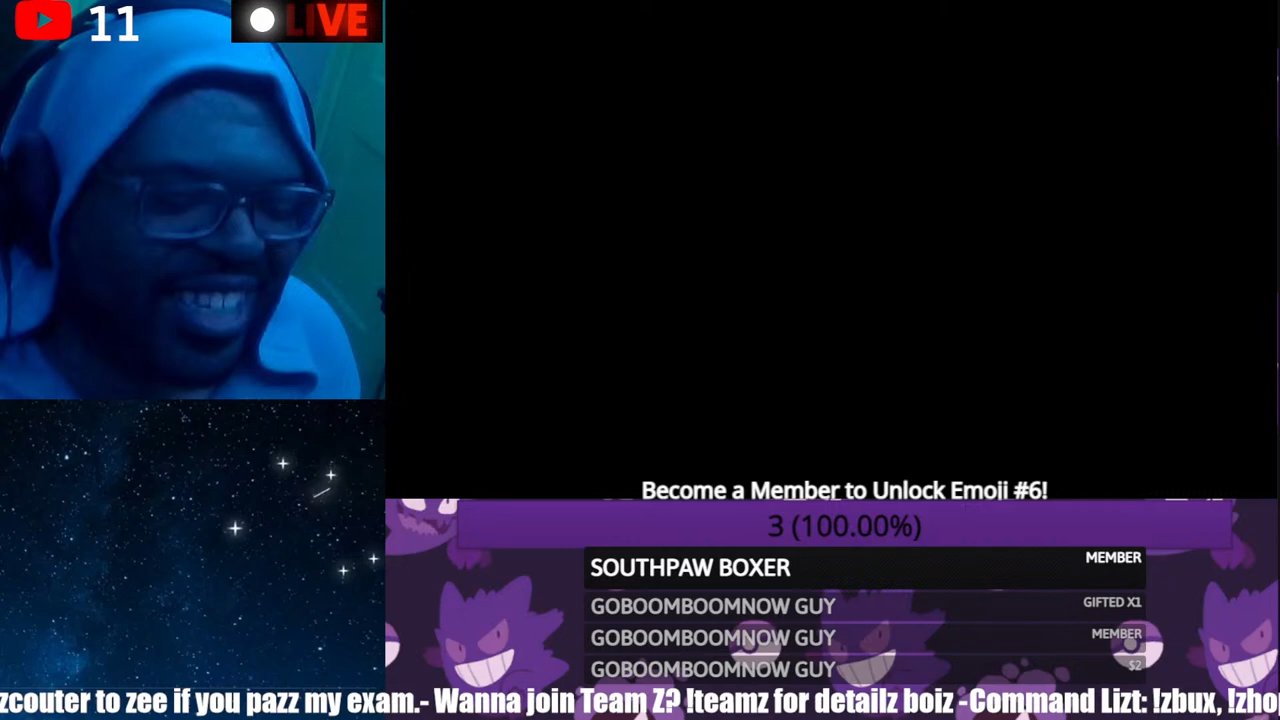 11
LIVE
Become a Member to Unlock Emoji #6!
3 (100.00%)
SOUTHPAW BOXER MEMBER
GOBOOMBOOMNOW GUY GIFTED X1
GOBOOMBOOMNOW GUY MEMBER
GOBOOMBOOMNOW GUY $2
zcouter to zee if you pazz my exam.- Wanna join Team Z? !teamz for detailz boiz -Command Lizt: !zbux, !zho